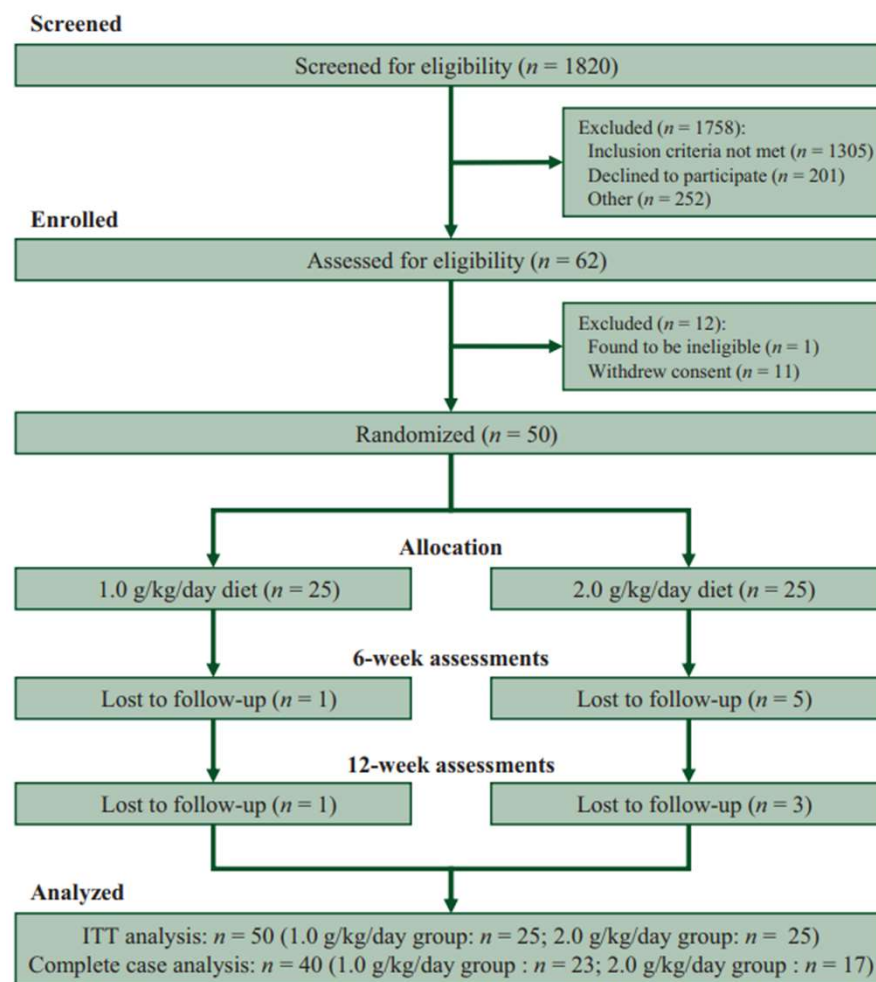 Screened
Screened for eligibility (n = 1820)
Excluded (n = 1758):
Inclusion criteria not met (n = 1305)
Declined to participate (n = 201)
Other (n = 252)
Enrolled
Assessed for eligibility (n = 62)
Excluded (n = 12):
Found to be ineligible (n = 1)
Withdrew consent (n = 11)
Randomized (n = 50)
Allocation
1.0 g/kg/day diet (n = 25)
2.0 g/kg/day diet (n = 25)
6-week assessments
Lost to follow-up (n = 1)
Lost to follow-up (n = 5)
12-week assessments
Lost to follow-up (n = 1)
Lost to follow-up (n = 3)
Analyzed
ITT analysis: n = 50 (1.0 g/kg/day group: n = 25; 2.0 g/kg/day group: n = 25)
Complete case analysis: n = 40 (1.0 g/kg/day group : n = 23; 2.0 g/kg/day group : n = 17)